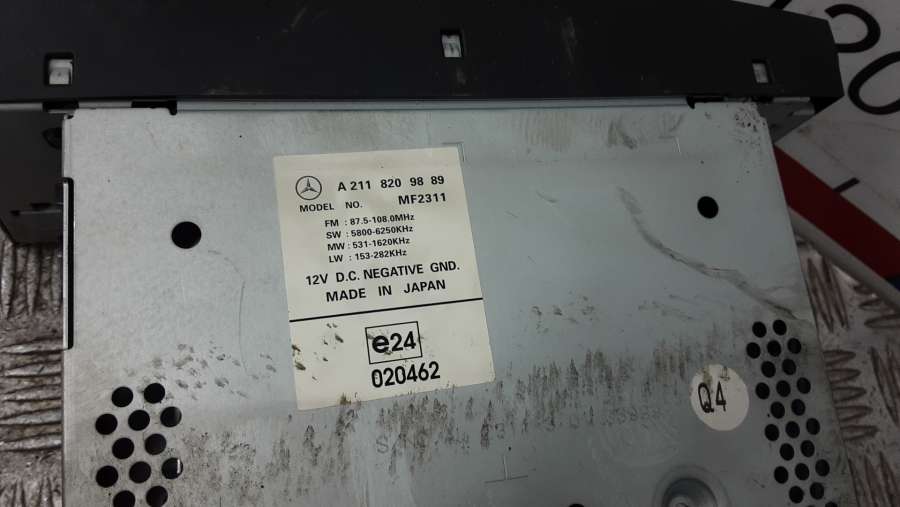 A 211 820 98 89
MODEL NO. MF2311
FM : 87.5-108.0MHz
SW : 5800-6250KHz
MW : 531-1620KHz
LW : 153-282KHz
12V D.C. NEGATIVE GND.
MADE IN JAPAN
e24
020462
Q4